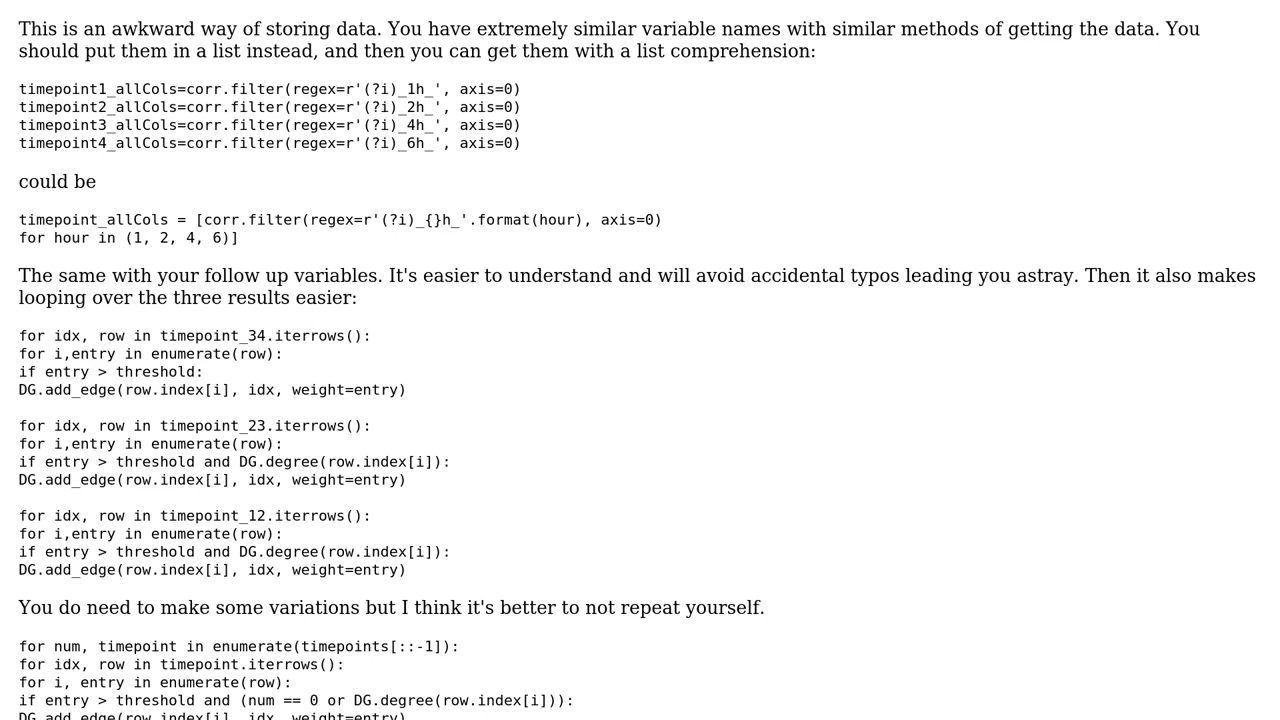 This is an awkward way of storing data. You have extremely similar variable names with similar methods of getting the data. You
should put them in a list instead, and then you can get them with a list comprehension:
timepoint1_allCols=corr.filter(regex=r'(?i)_1h_', axis=0)
timepoint2_allCols=corr.filter(regex=r'(?i)_2h_', axis=0)
timepoint3_allCols=corr.filter(regex=r'(?i)_4h_', axis=0)
timepoint4_allCols=corr.filter(regex=r'(?i)_6h_', axis=0)
could be
timepoint_allCols = [corr.filter(regex=r'(?i)_{}h_'.format(hour), axis=0)
for hour in (1, 2, 4, 6)]
The same with your follow up variables. It's easier to understand and will avoid accidental typos leading you astray. Then it also makes
looping over the three results easier:
for idx, row in timepoint_34.iterrows():
for i,entry in enumerate(row):
if entry > threshold:
DG.add_edge(row.index[i], idx, weight=entry)
for idx, row in timepoint_23.iterrows():
for i,entry in enumerate(row):
if entry > threshold and DG.degree(row.index[i]):
DG.add_edge(row.index[i], idx, weight=entry)
for idx, row in timepoint_12.iterrows():
for i,entry in enumerate(row):
if entry > threshold and DG.degree(row.index[i]):
DG.add_edge(row.index[i], idx, weight=entry)
You do need to make some variations but I think it's better to not repeat yourself.
for num, timepoint in enumerate(timepoints[::-1]):
for idx, row in timepoint.iterrows():
for i, entry in enumerate(row):
if entry > threshold and (num == 0 or DG.degree(row.index[i])):
DG.add_edge(row.index[i], idx, weight=entry)